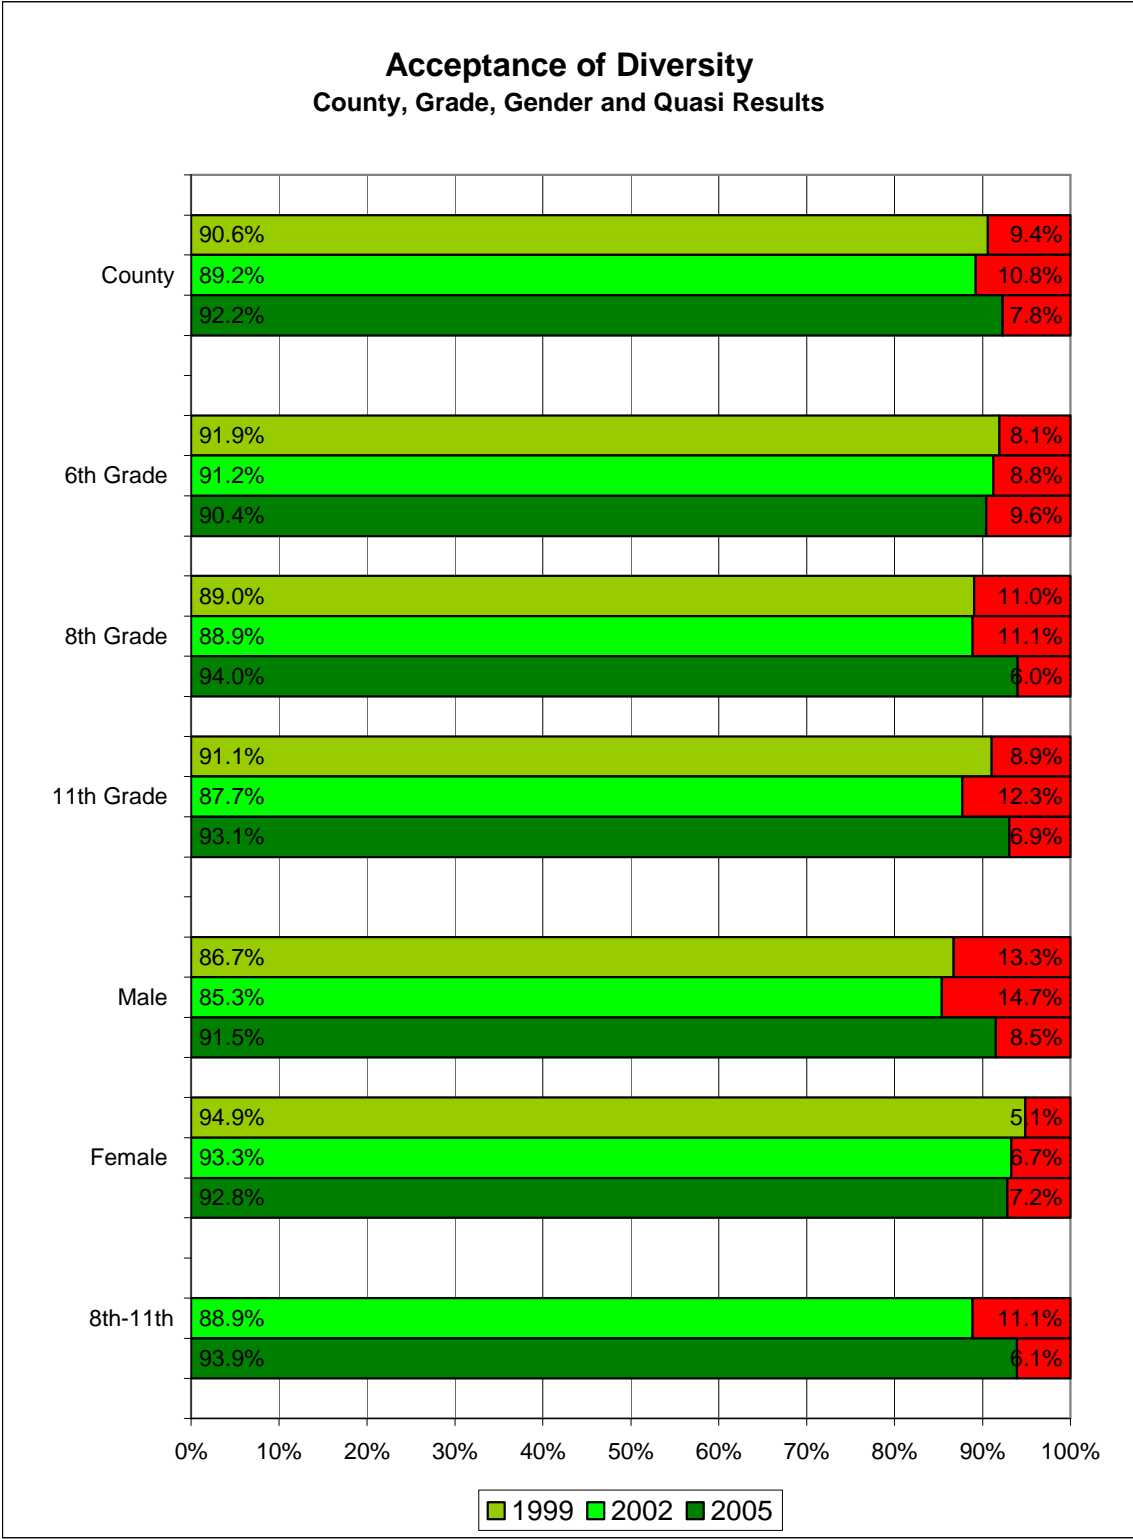 Acceptance of Diversity
County, Grade, Gender and Quasi Results
90.6% 9.4%
County 89.2% 10.8%
92.2% 7.8%
91.9% 8.1%
6th Grade 91.2% 8.8%
90.4% 9.6%
89.0% 11.0%
8th Grade 88.9% 11.1%
94.0% 6.0%
91.1% 8.9%
11th Grade 87.7% 12.3%
93.1% 6.9%
86.7% 13.3%
Male 85.3% 14.7%
91.5% 8.5%
94.9% 5.1%
Female 93.3% 6.7%
92.8% 7.2%
8th-11th 88.9% 11.1%
93.9% 6.1%
0% 10% 20% 30% 40% 50% 60% 70% 80% 90% 100%
1999 2002 2005